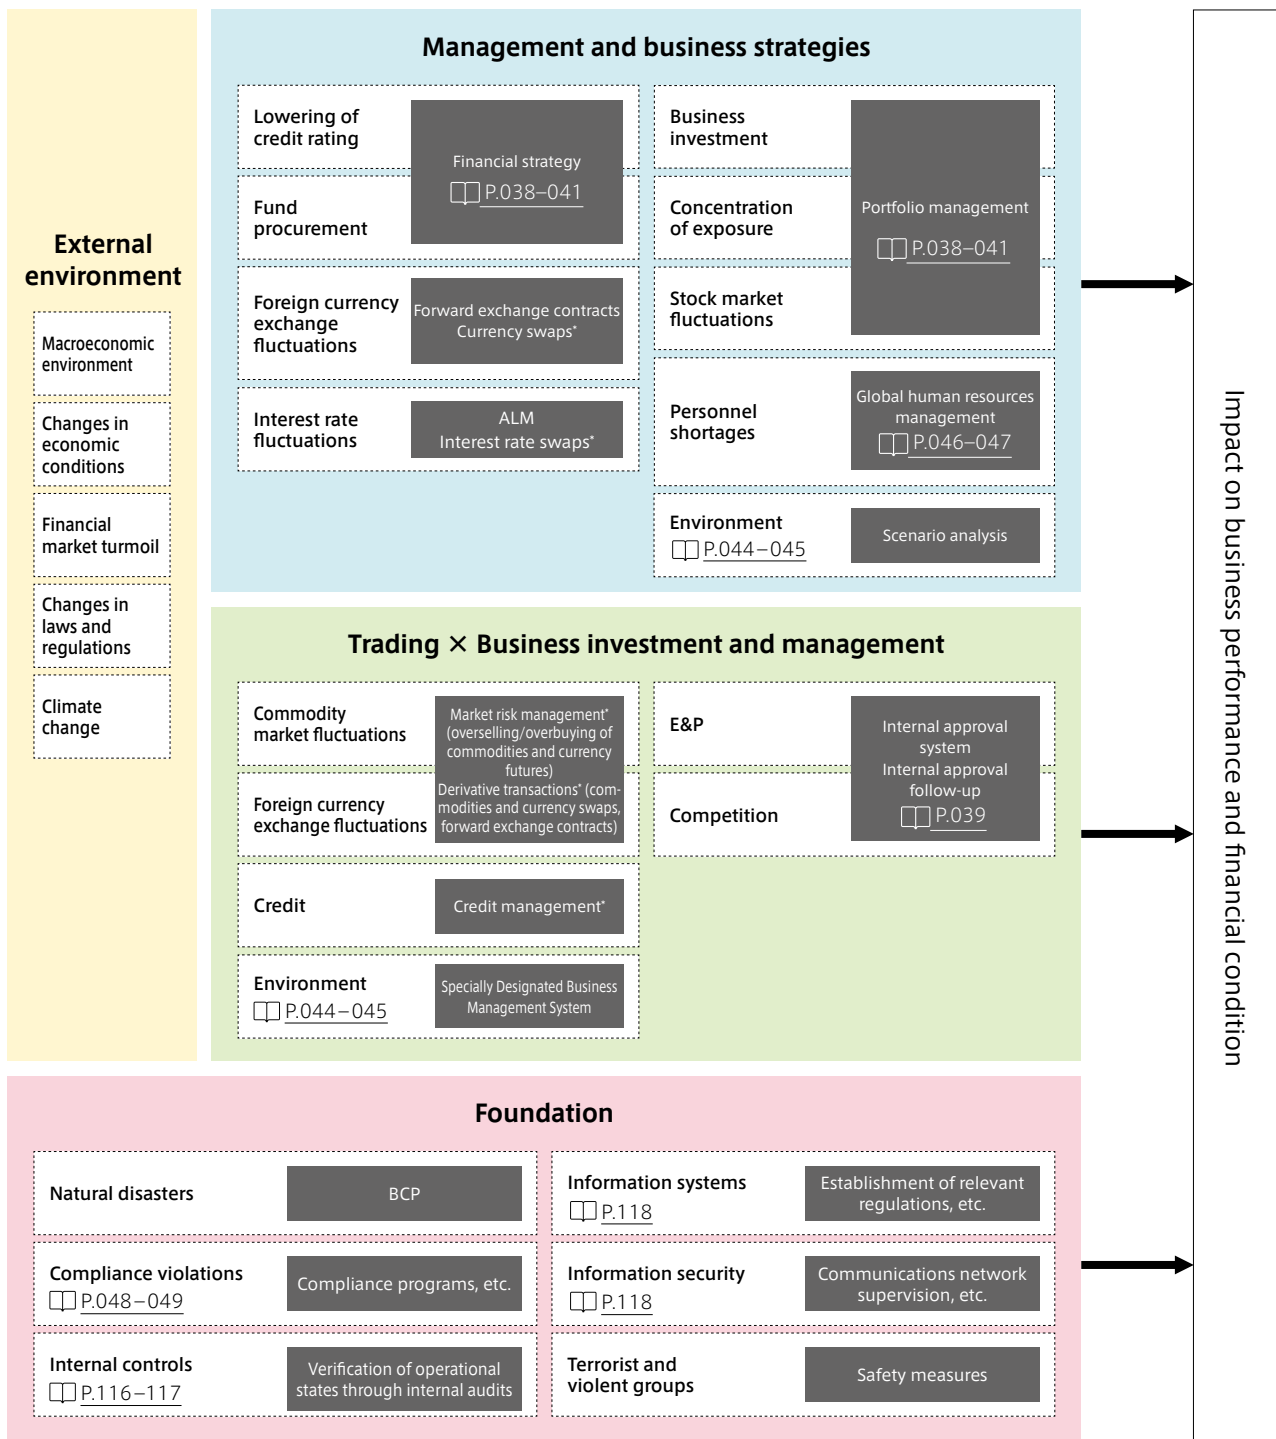 External
environment
Macroeconomic
environment
Changes in
economic
conditions
Financial
market turmoil
Changes in
laws and
regulations
Climate
change
Management and business strategies
Lowering of
credit rating
Fund
procurement
Financial strategy
P.038–041
Foreign currency
exchange
fluctuations
Forward exchange contracts
Currency swaps*
Interest rate
fluctuations
ALM
Interest rate swaps*
Business
investment
Concentration
of exposure
Stock market
fluctuations
Portfolio management
P.038–041
Personnel
shortages
Global human resources
management
P.046–047
Environment
P.044–045
Scenario analysis
Trading × Business investment and management
Commodity
market fluctuations
Foreign currency
exchange fluctuations
Market risk management*
(overselling/overbuying of
commodities and currency
futures)
Derivative transactions* (com-
modities and currency swaps,
forward exchange contracts)
Credit
Credit management*
Environment
P.044–045
Specially Designated Business
Management System
E&P
Competition
Internal approval
system
Internal approval
follow-up
P.039
Foundation
Natural disasters
BCP
Compliance violations
P.048–049
Compliance programs, etc.
Internal controls
P.116–117
Verification of operational
states through internal audits
Information systems
P.118
Establishment of relevant
regulations, etc.
Information security
P.118
Communications network
supervision, etc.
Terrorist and
violent groups
Safety measures
Impact on business performance and financial condition